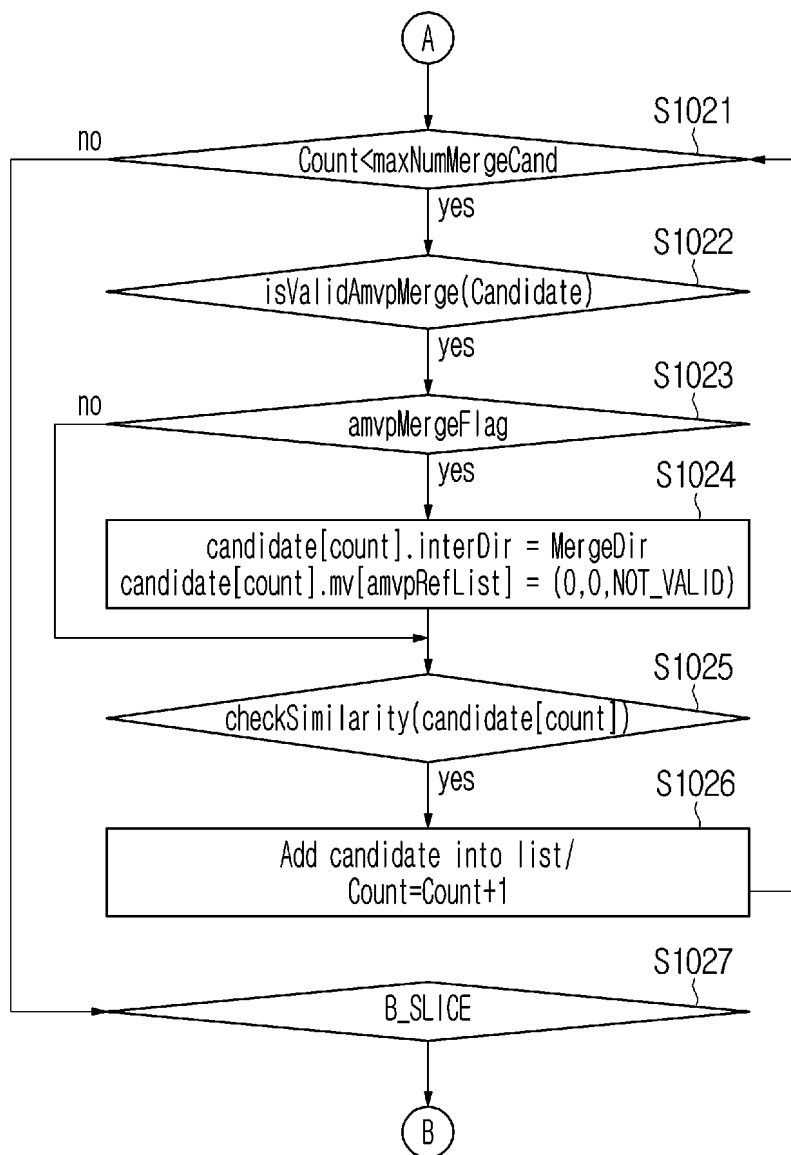 A
S1021
no
Count<maxNumMergeCand
yes
S1022
isValidAmvpMerge(Candidate)
yes
S1023
no
amvpMergeFlag
yes
S1024
candidate[count].interDir = MergeDir
candidate[count].mv[amvpRefList] = (0,0,NOT_VALID)
S1025
checkSimilarity(candidate[count])
yes
S1026
Add candidate into list/
Count=Count+1
S1027
B_SLICE
B